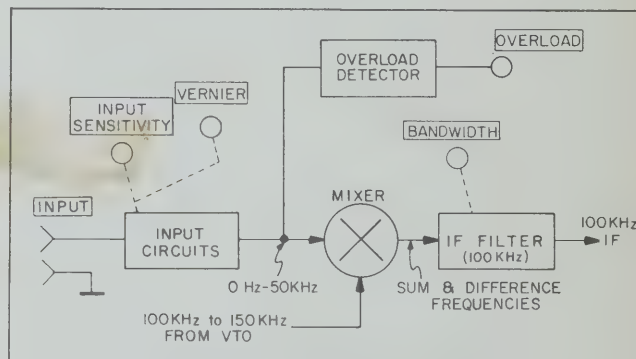 OVERLOAD
OVERLOAD
DETECTOR
VERNIER
INPUT
SENSITIVITY
BANDWIDTH
MIXER
INPUT
INPUT
CIRCUITS
IF FILTER
(100KHz)
100KHz
IF
0 Hz-50KHz
SUM & DIFFERENCE
FREQUENCIES
100KHz to 150KHz
FROM VTO